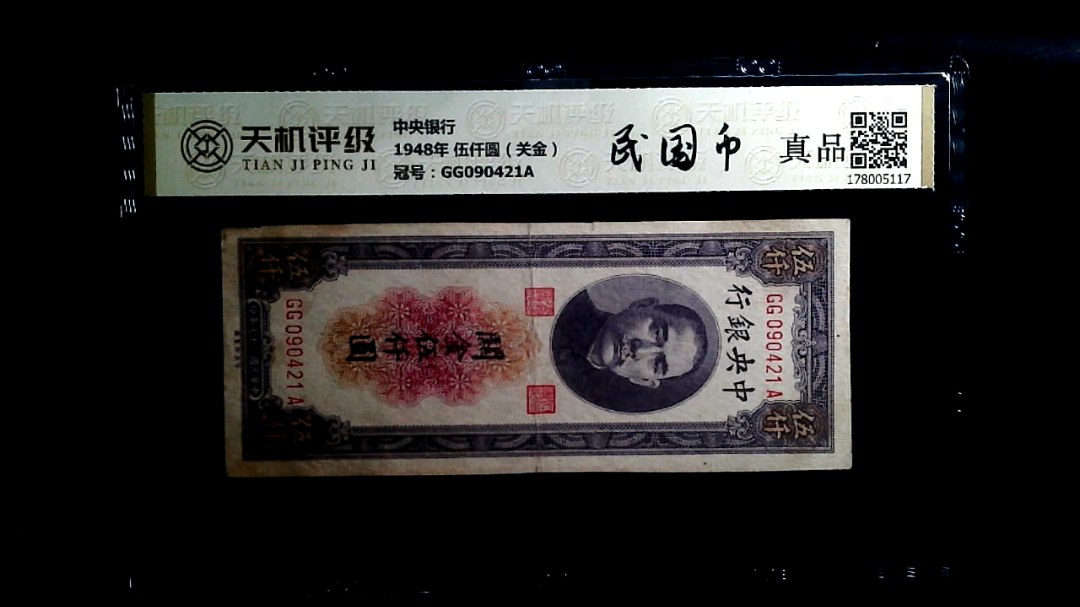 天机评级
TIAN JI PING JI
中央银行
1948年 伍仟圆（关金）
冠号：GG090421A
民国币
真品
178005117
中央銀行
GG090421A
關金伍仟圓
GG090421A
伍仟
伍仟
伍仟
伍仟